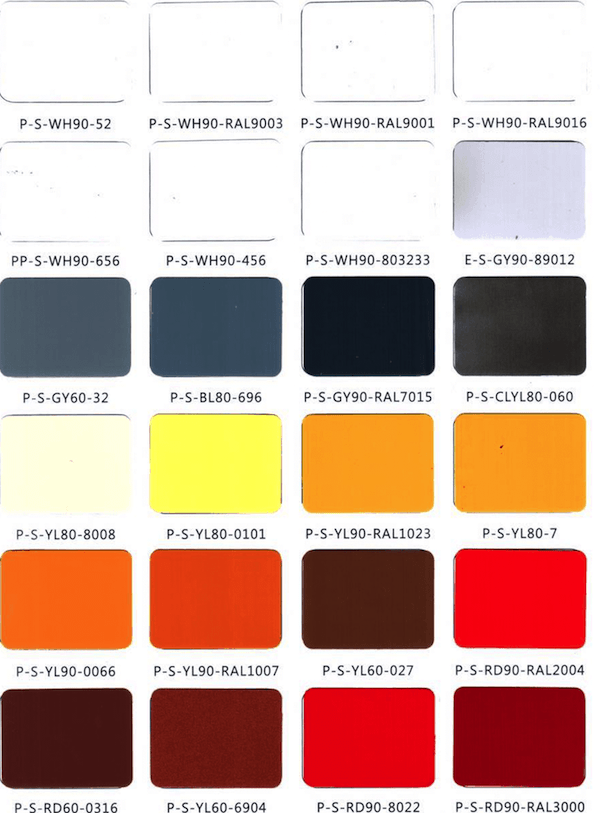 P-S-WH90-52 P-S-WH90-RAL9003 P-S-WH90-RAL9001 P-S-WH90-RAL9016
PP-S-WH90-656 P-S-WH90-456 P-S-WH90-803233 E-S-GY90-89012
P-S-GY60-32 P-S-BL80-696 P-S-GY90-RAL7015 P-S-CLYL80-060
P-S-YL80-8008 P-S-YL80-0101 P-S-YL90-RAL1023 P-S-YL80-7
P-S-YL90-0066 P-S-YL90-RAL1007 P-S-YL60-027 P-S-RD90-RAL2004
P-S-RD60-0316 P-S-YL60-6904 P-S-RD90-8022 P-S-RD90-RAL3000